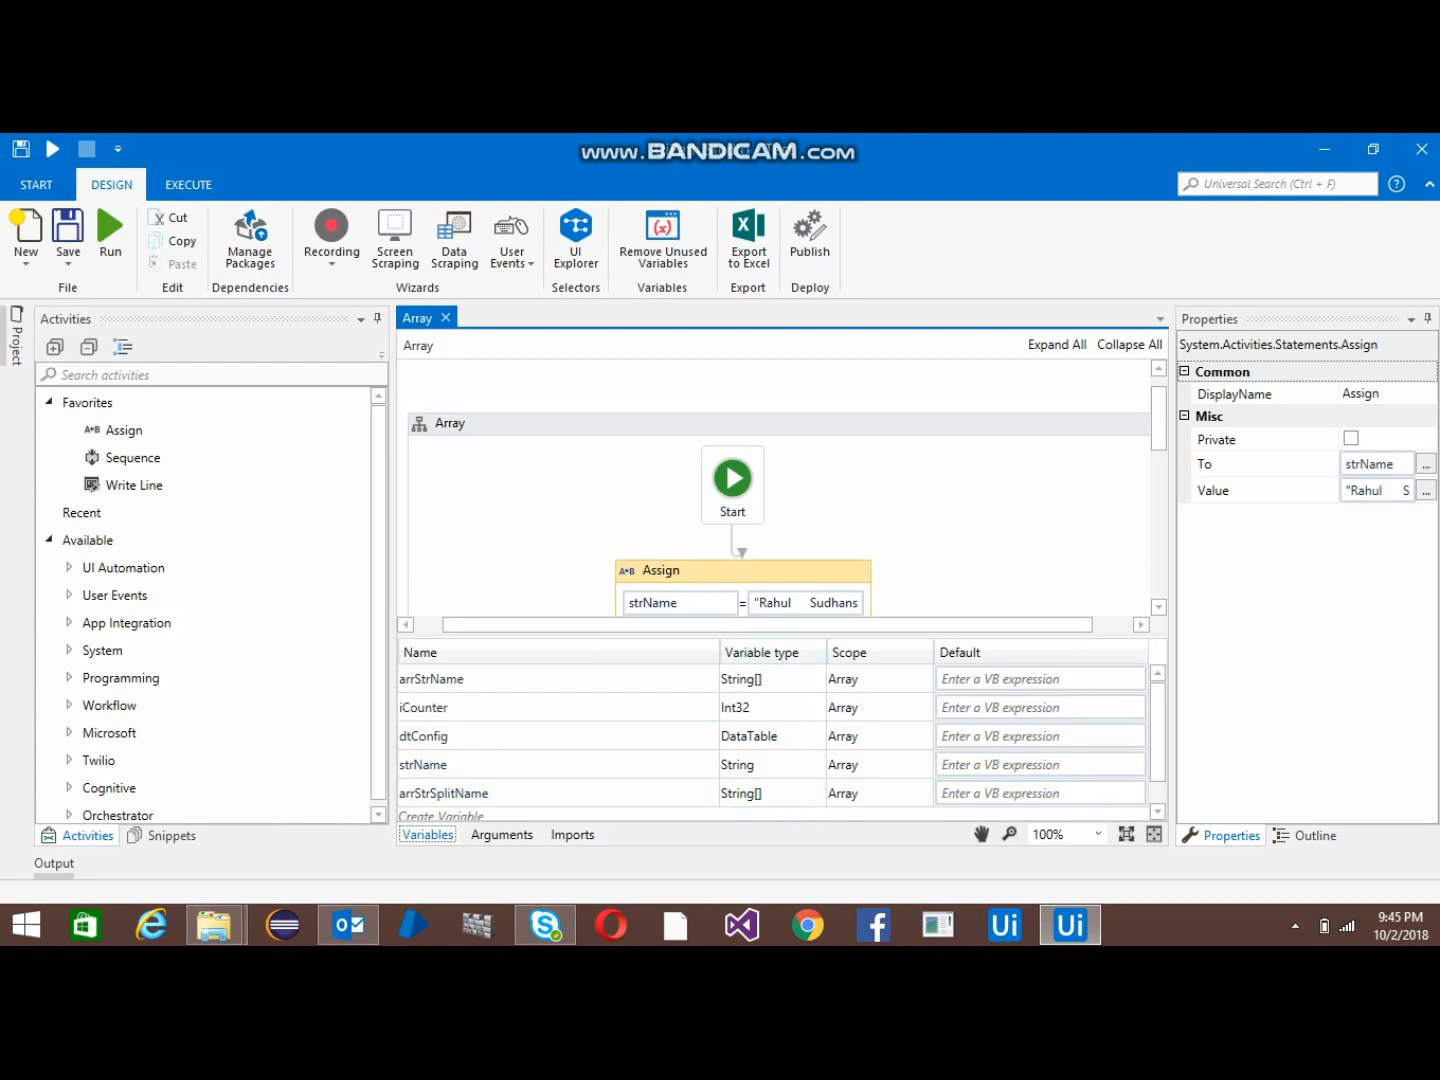 www.BANDICAM.com
START DESIGN EXECUTE
Universal Search (Ctrl + F)
New Save Run
Cut
Copy
Paste
Manage Packages
Recording
Screen Scraping
Data Scraping
User Events
UI Explorer
Remove Unused Variables
Export to Excel
Publish
File Edit Dependencies Wizards Selectors Variables Export Deploy
Project
Activities
Search activities
Favorites
A+B Assign
Sequence
Write Line
Recent
Available
UI Automation
User Events
App Integration
System
Programming
Workflow
Microsoft
Twilio
Cognitive
Orchestrator
Activities Snippets
Output
Array
Array Expand All Collapse All
Array
Start
A+B Assign
strName = "Rahul Sudhans
Name Variable type Scope Default
arrStrName String[] Array Enter a VB expression
iCounter Int32 Array Enter a VB expression
dtConfig DataTable Array Enter a VB expression
strName String Array Enter a VB expression
arrStrSplitName String[] Array Enter a VB expression
Create Variable
Variables Arguments Imports 100%
Properties
System.Activities.Statements.Assign
Common
DisplayName Assign
Misc
Private
To strName ...
Value "Rahul S ...
Properties Outline
Ui Ui
9:45 PM
10/2/2018